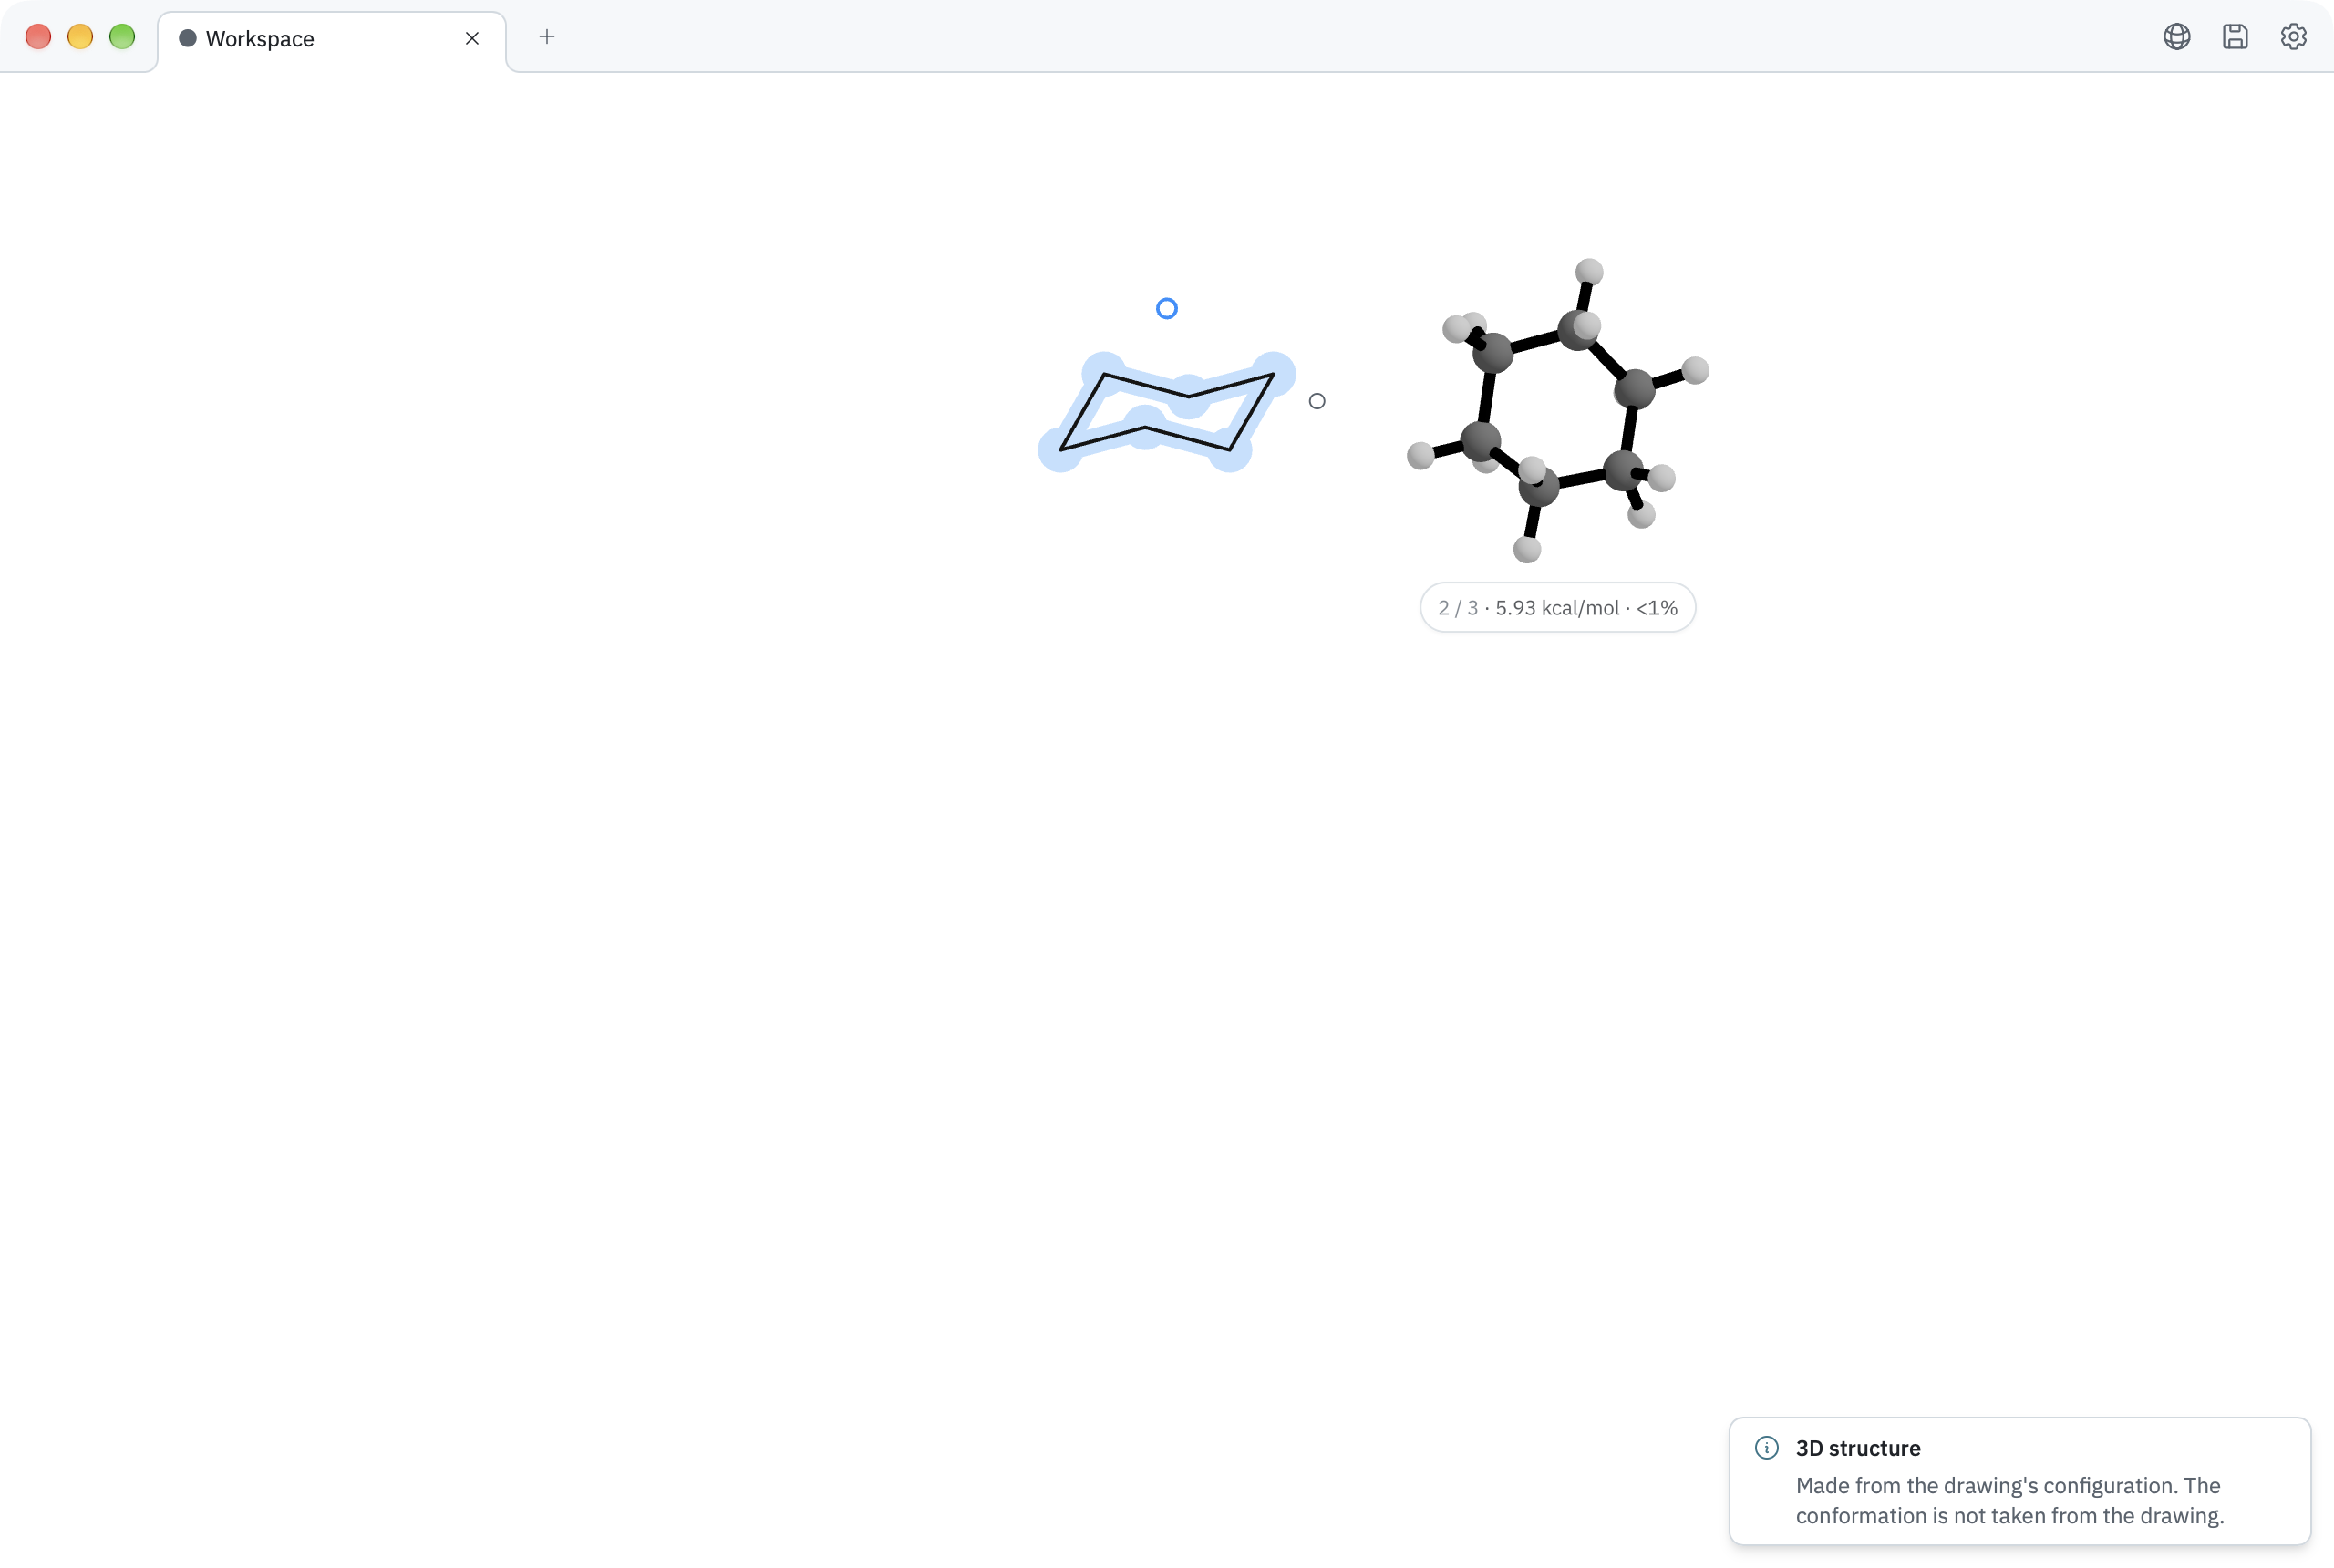 Workspace
2 / 3 · 5.93 kcal/mol · <1%
3D structure
Made from the drawing's configuration. The
conformation is not taken from the drawing.